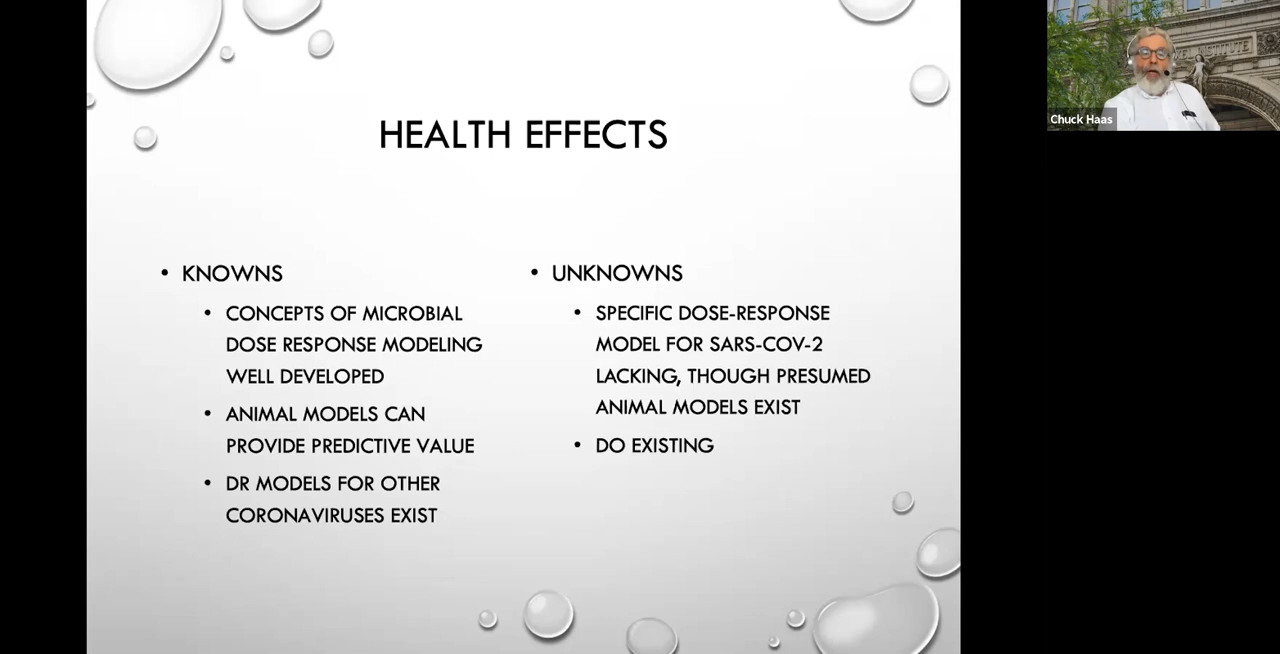 HEALTH EFFECTS
• KNOWNS
• CONCEPTS OF MICROBIAL
DOSE RESPONSE MODELING
WELL DEVELOPED
• ANIMAL MODELS CAN
PROVIDE PREDICTIVE VALUE
• DR MODELS FOR OTHER
CORONAVIRUSES EXIST
• UNKNOWNS
• SPECIFIC DOSE-RESPONSE
MODEL FOR SARS-COV-2
LACKING, THOUGH PRESUMED
ANIMAL MODELS EXIST
• DO EXISTING
INSTITUTE
Chuck Haas